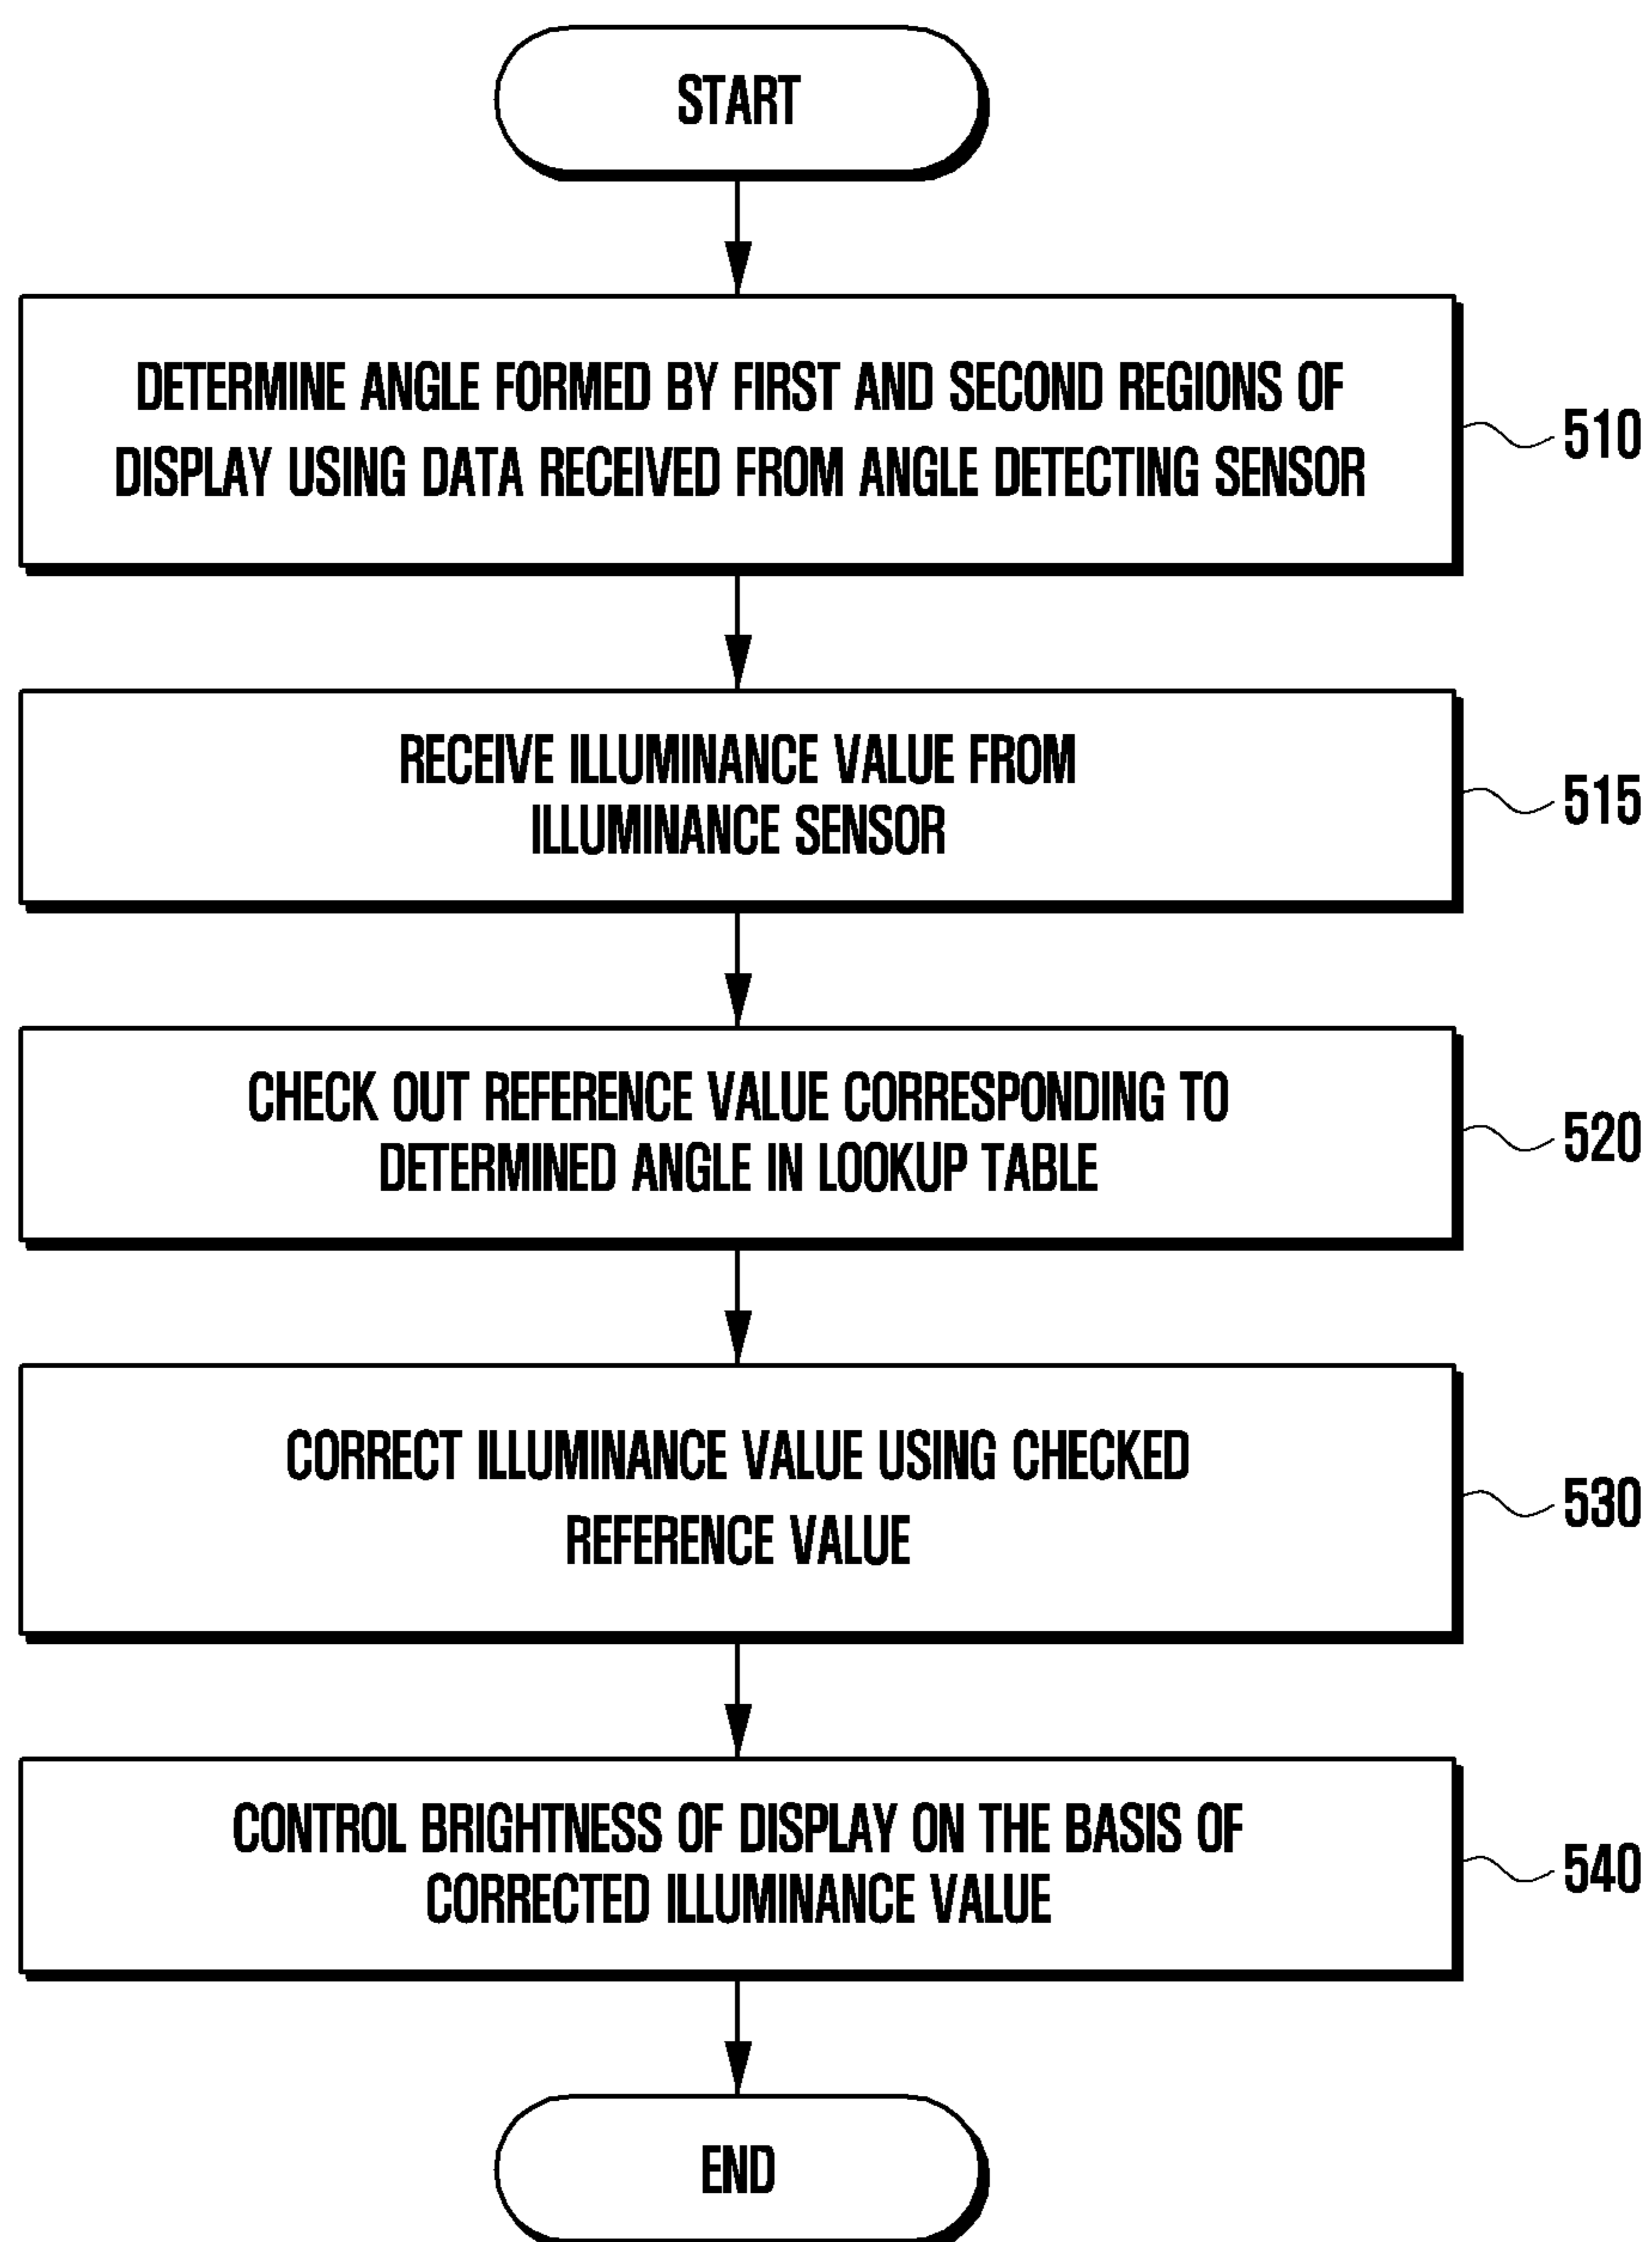 START
DETERMINE ANGLE FORMED BY FIRST AND SECOND REGIONS OF
DISPLAY USING DATA RECEIVED FROM ANGLE DETECTING SENSOR
510
RECEIVE ILLUMINANCE VALUE FROM
ILLUMINANCE SENSOR
515
CHECK OUT REFERENCE VALUE CORRESPONDING TO
DETERMINED ANGLE IN LOOKUP TABLE
520
CORRECT ILLUMINANCE VALUE USING CHECKED
REFERENCE VALUE
530
CONTROL BRIGHTNESS OF DISPLAY ON THE BASIS OF
CORRECTED ILLUMINANCE VALUE
540
END